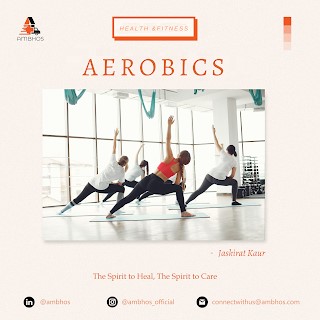 AMBHOS
HEALTH &FITNESS
AEROBICS
- Jaskirat Kaur
The Spirit to Heal, The Spirit to Care
@ambhos
@ambhos_official
connectwithus@ambhos.com